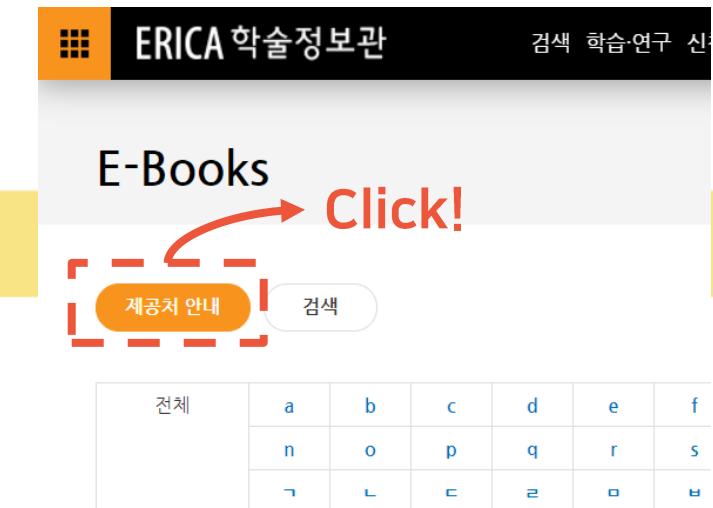 ERICA 학술정보관 검색 학습·연구
E-Books
Click!
제공처 안내 검색
전체 a b c d e f
n o p q r s
ㄱ ㄴ ㄷ ㄹ ㅁ ㅂ